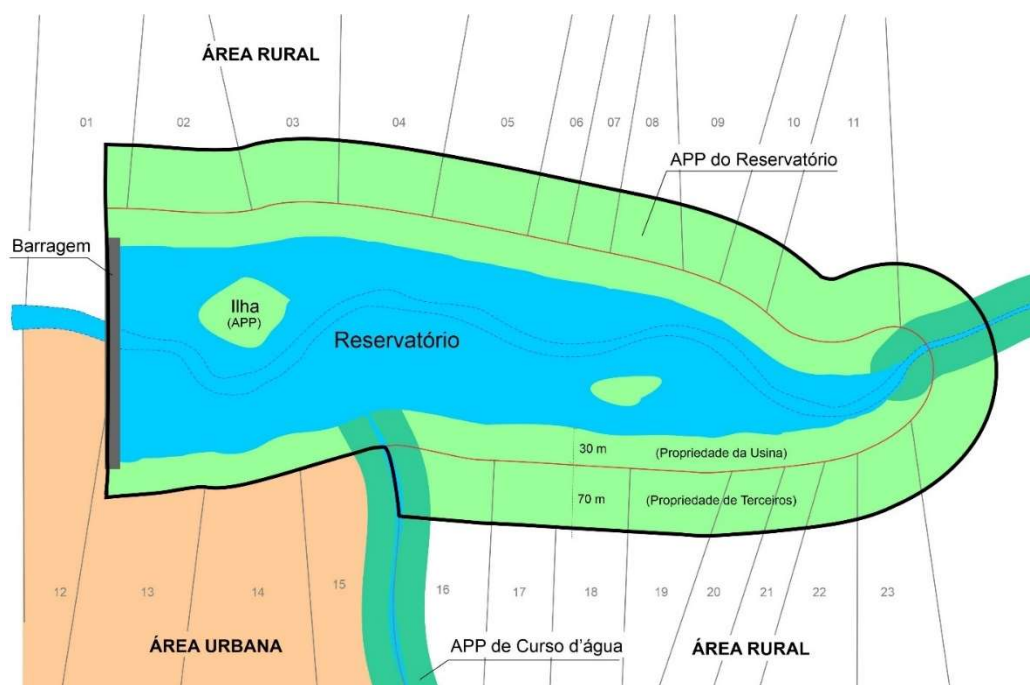 ÁREA RURAL
01
02
03
04
05
06
07
08
09
10
11
APP do Reservatório
Barragem
Ilha
(APP)
Reservatório
30 m (Propriedade da Usina)
70 m (Propriedade de Terceiros)
12
13
14
15
16
17
18
19
20
21
22
23
ÁREA URBANA
APP de Curso d'água
ÁREA RURAL